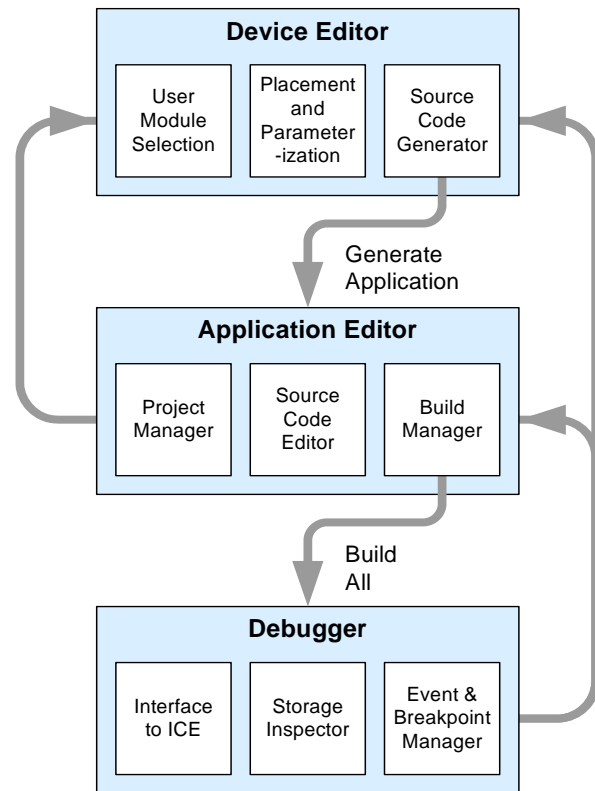 Device Editor
User
Module
Selection
Placement
and
Parameter
-ization
Source
Code
Generator
Generate
Application
Application Editor
Project
Manager
Source
Code
Editor
Build
Manager
Build
All
Debugger
Interface
to ICE
Storage
Inspector
Event &
Breakpoint
Manager